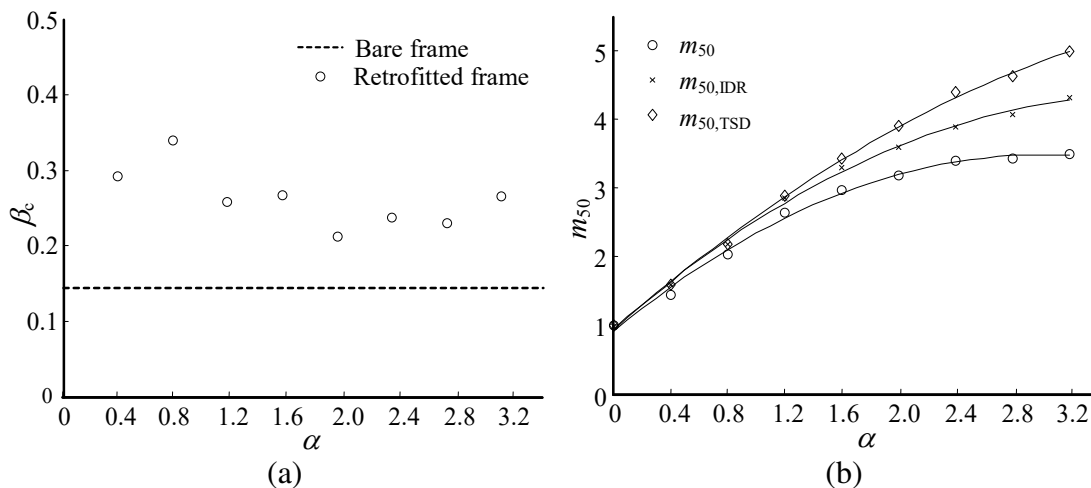 0.5
0.4
0.3
0.2
0.1
0
βc
Bare frame
Retrofitted frame
0 0.4 0.8 1.2 1.6 2.0 2.4 2.8 3.2
α
(a)
5
4
3
2
1
0
m50
m50
m50,IDR
m50,TSD
0 0.4 0.8 1.2 1.6 2.0 2.4 2.8 3.2
α
(b)